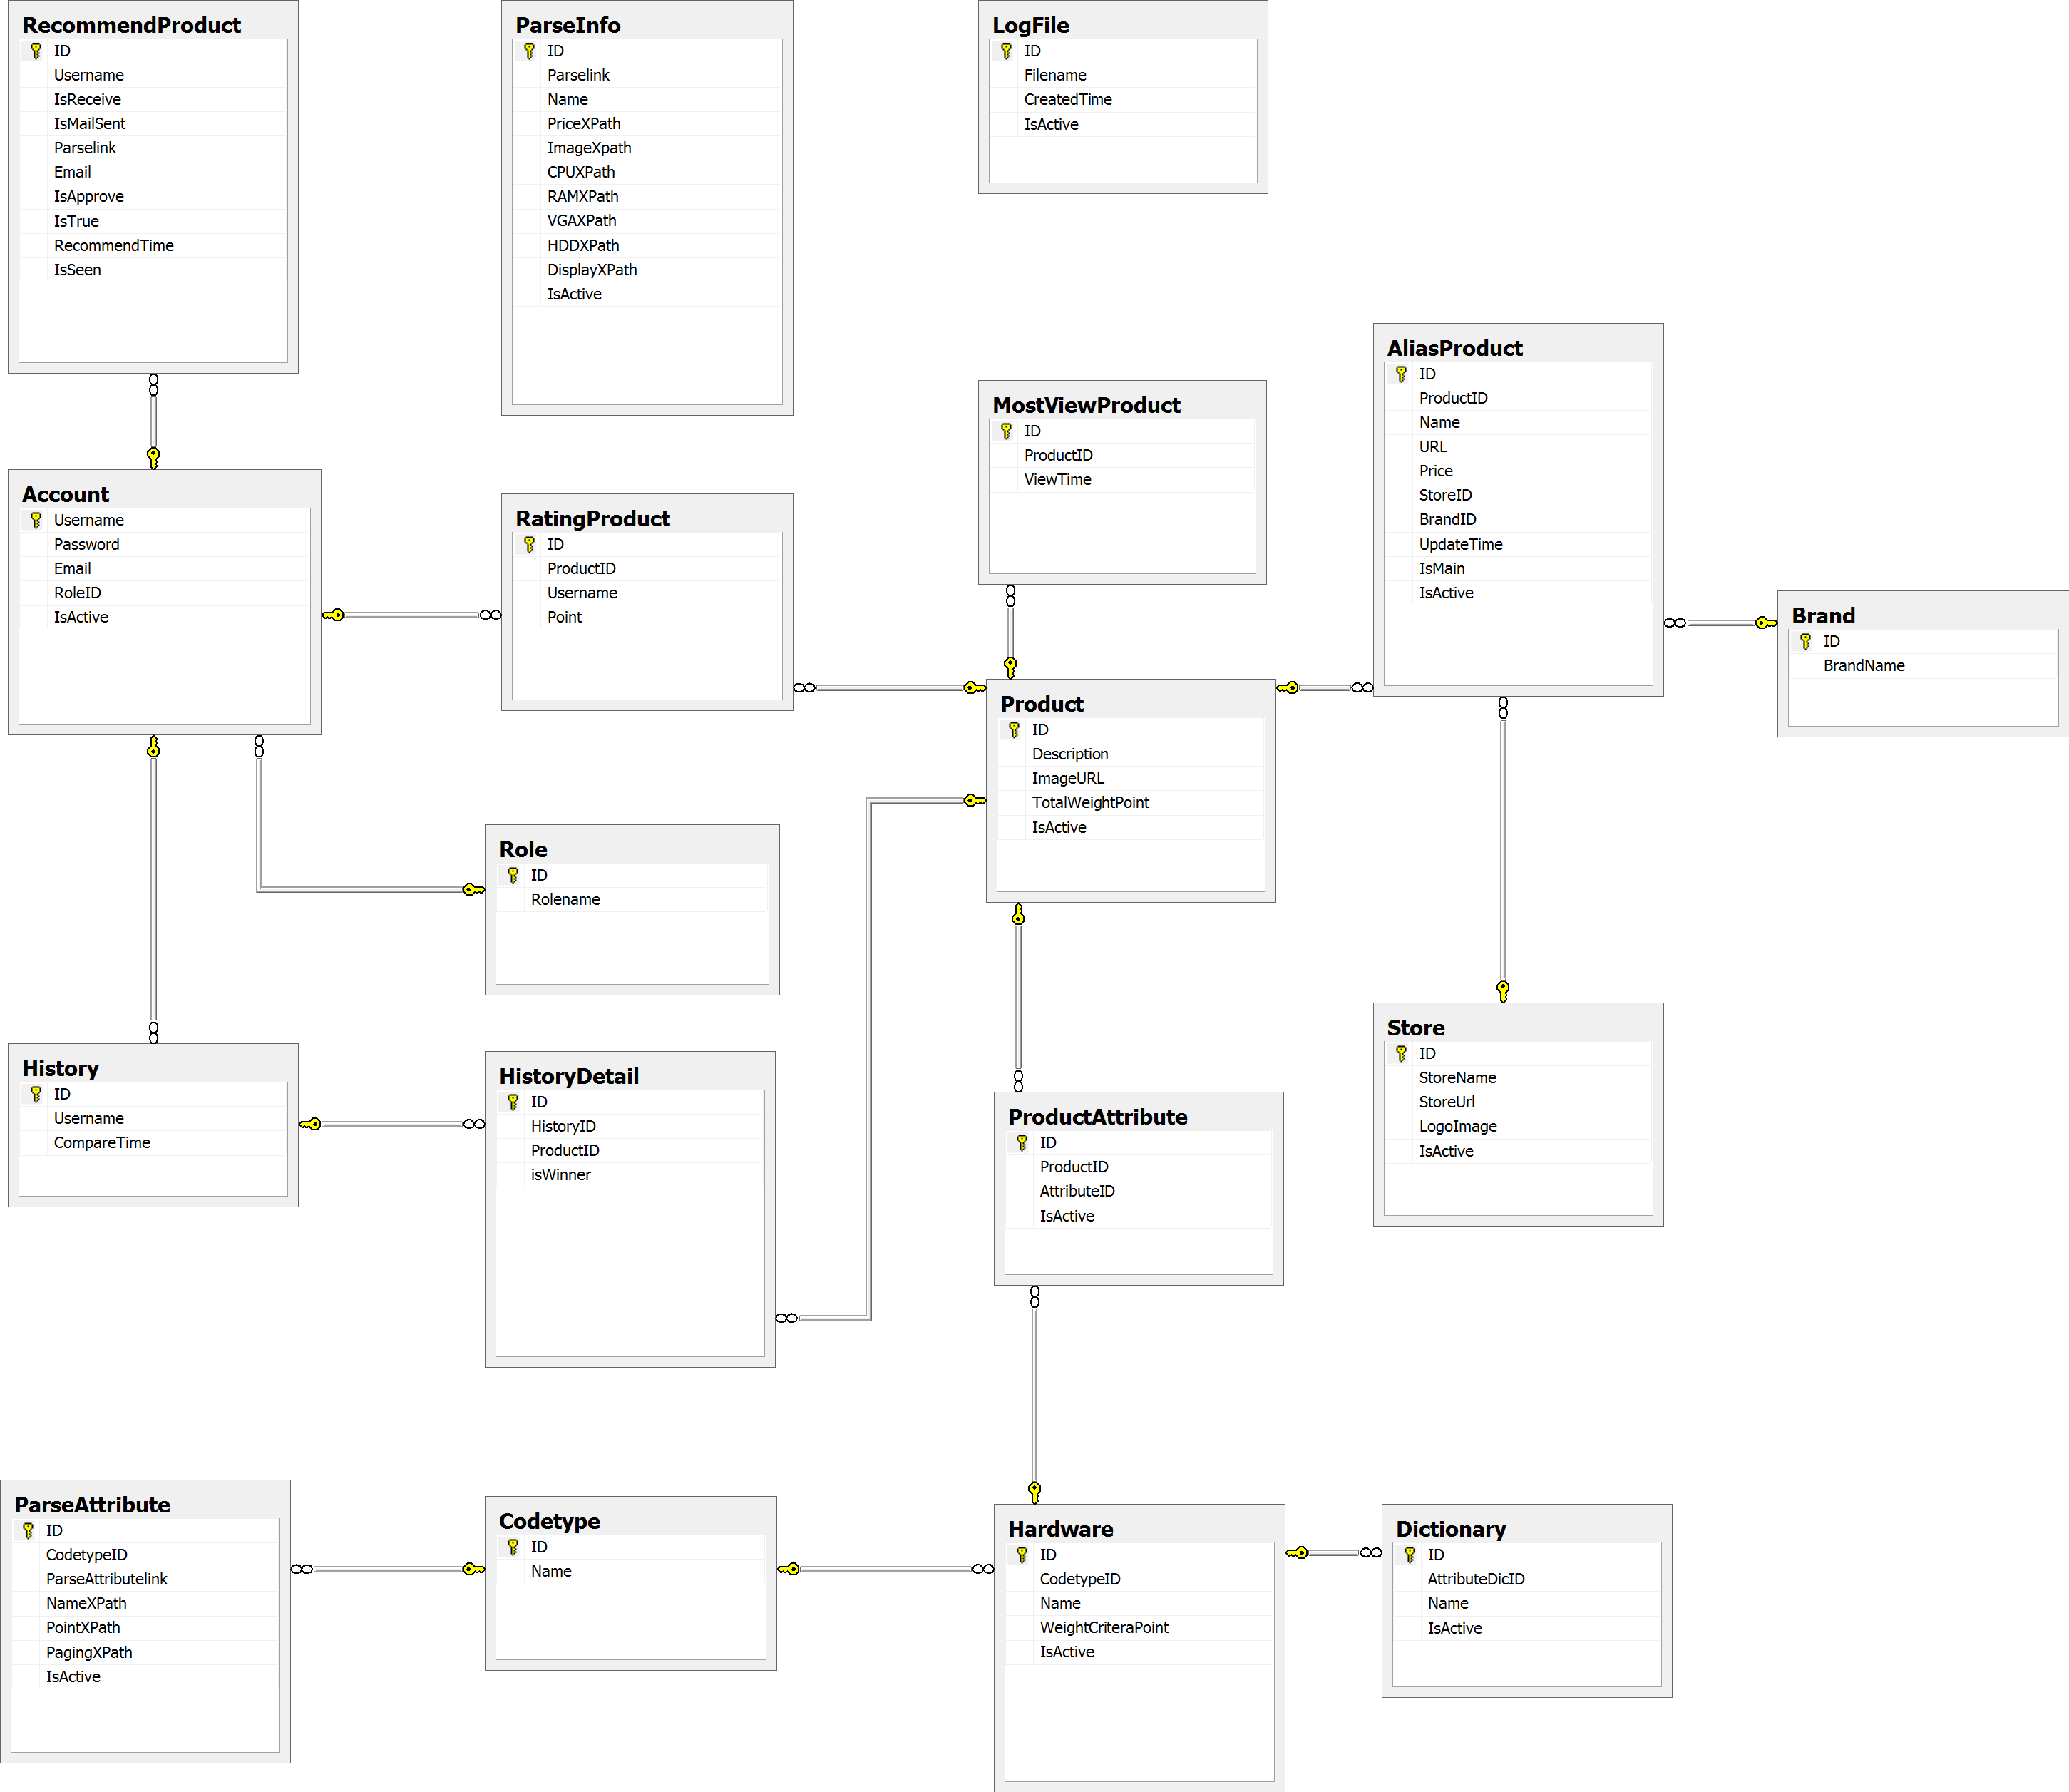 RecommendProduct
ID
Username
IsReceive
IsMailSent
Parselink
Email
IsApprove
IsTrue
RecommendTime
IsSeen
ParseInfo
ID
Parselink
Name
PriceXPath
ImageXpath
CPUXPath
RAMXPath
VGAXPath
HDDXPath
DisplayXPath
IsActive
LogFile
ID
Filename
CreatedTime
IsActive
AliasProduct
ID
ProductID
Name
URL
Price
StoreID
BrandID
UpdateTime
IsMain
IsActive
MostViewProduct
ID
ProductID
ViewTime
Account
Username
Password
Email
RoleID
IsActive
RatingProduct
ID
ProductID
Username
Point
Brand
ID
BrandName
Product
ID
Description
ImageURL
TotalWeightPoint
IsActive
Role
ID
Rolename
Store
ID
StoreName
StoreUrl
LogoImage
IsActive
History
ID
Username
CompareTime
HistoryDetail
ID
HistoryID
ProductID
isWinner
ProductAttribute
ID
ProductID
AttributeID
IsActive
ParseAttribute
ID
CodetypeID
ParseAttributelink
NameXPath
PointXPath
PagingXPath
IsActive
Codetype
ID
Name
Hardware
ID
CodetypeID
Name
WeightCriteraPoint
IsActive
Dictionary
ID
AttributeDicID
Name
IsActive